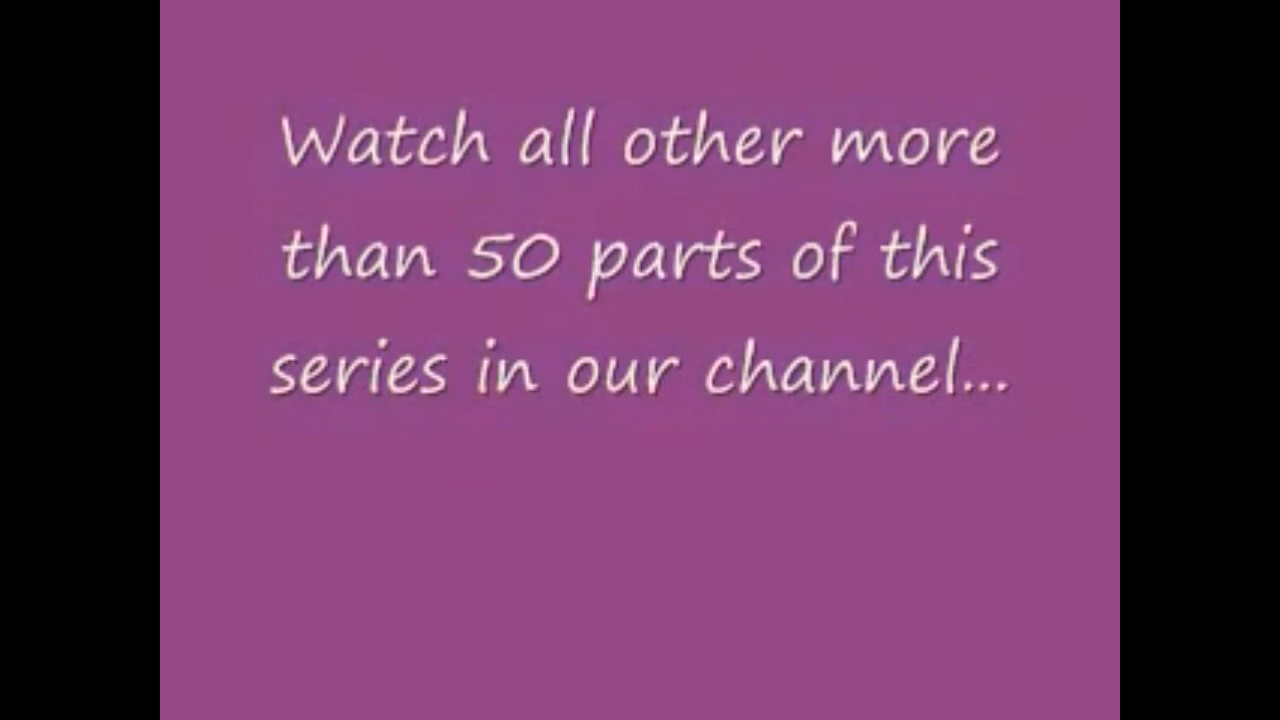 Watch all other more
than 50 parts of this
series in our channel...